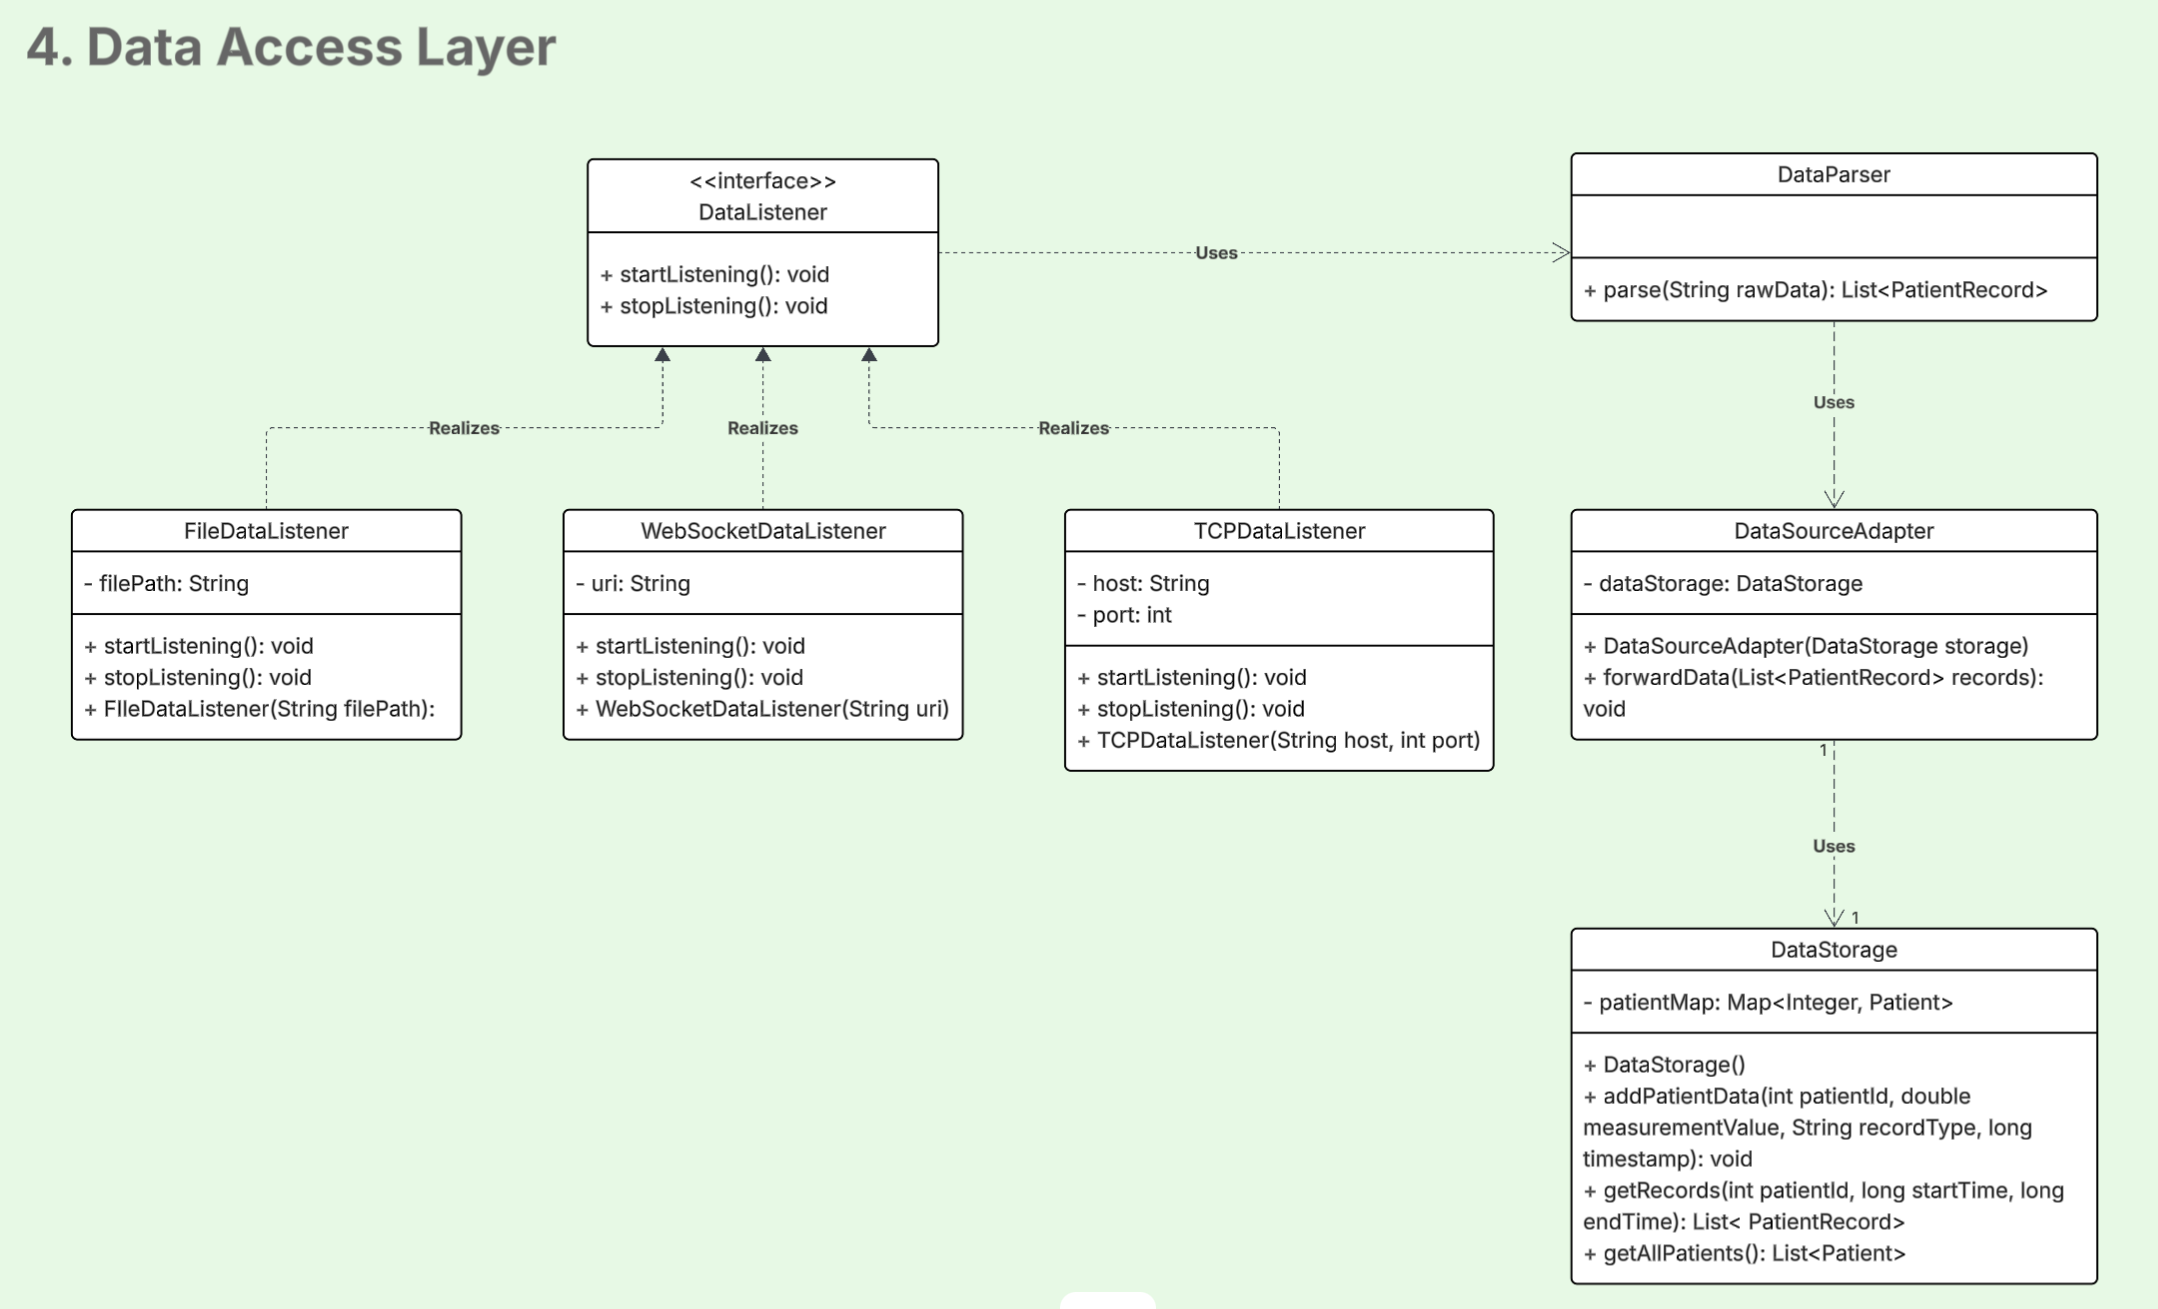 4. Data Access Layer
<<interface>>
DataListener
+ startListening(): void
+ stopListening(): void
Uses
DataParser
+ parse(String rawData): List<PatientRecord>
Realizes
Realizes
Realizes
Uses
FileDataListener
- filePath: String
+ startListening(): void
+ stopListening(): void
+ FIleDataListener(String filePath):
WebSocketDataListener
- uri: String
+ startListening(): void
+ stopListening(): void
+ WebSocketDataListener(String uri)
TCPDataListener
- host: String
- port: int
+ startListening(): void
+ stopListening(): void
+ TCPDataListener(String host, int port)
DataSourceAdapter
- dataStorage: DataStorage
+ DataSourceAdapter(DataStorage storage)
+ forwardData(List<PatientRecord> records):
void
1
Uses
1
DataStorage
- patientMap: Map<Integer, Patient>
+ DataStorage()
+ addPatientData(int patientId, double
measurementValue, String recordType, long
timestamp): void
+ getRecords(int patientId, long startTime, long
endTime): List< PatientRecord>
+ getAllPatients(): List<Patient>